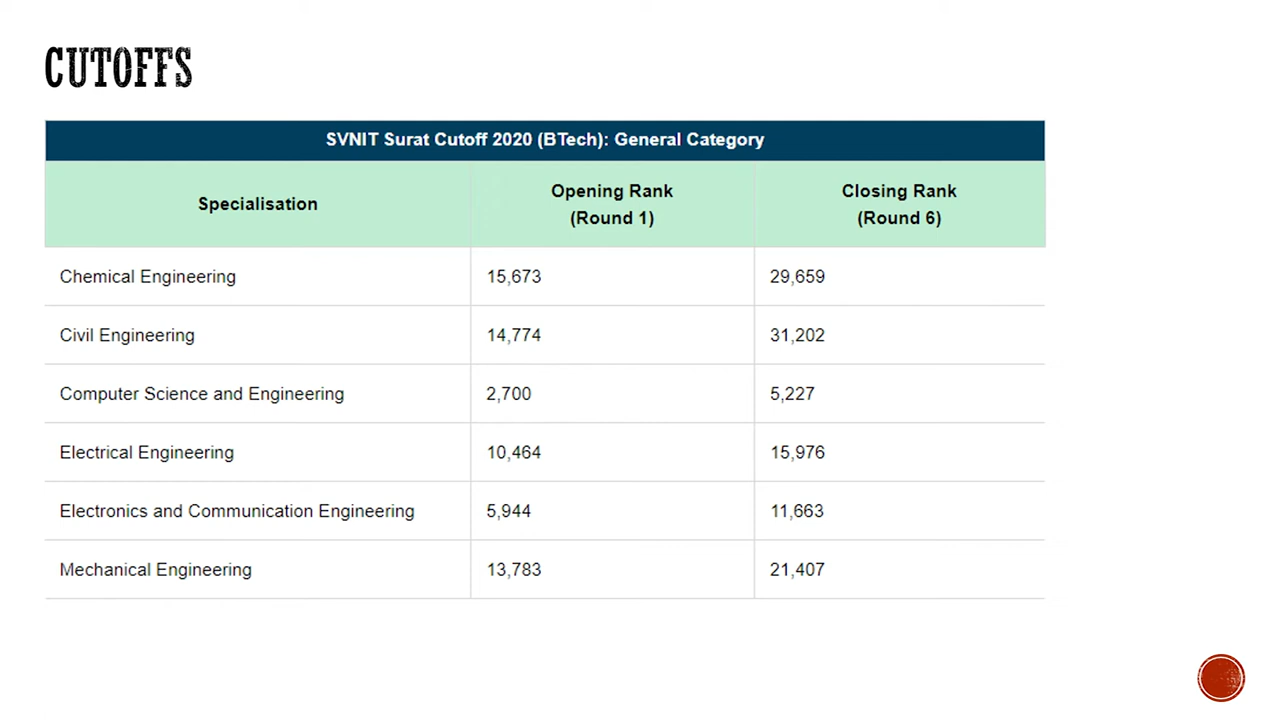 CUTOFFS
SVNIT Surat Cutoff 2020 (BTech): General Category
Specialisation Opening Rank (Round 1) Closing Rank (Round 6)
Chemical Engineering 15,673 29,659
Civil Engineering 14,774 31,202
Computer Science and Engineering 2,700 5,227
Electrical Engineering 10,464 15,976
Electronics and Communication Engineering 5,944 11,663
Mechanical Engineering 13,783 21,407